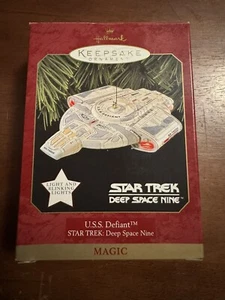 Hallmark
KEEPSAKE
ORNAMENT
LIGHT AND
BLINKING
LIGHTS
STAR TREK
DEEP SPACE NINE
U.S.S. Defiant™
STAR TREK: Deep Space Nine
MAGIC